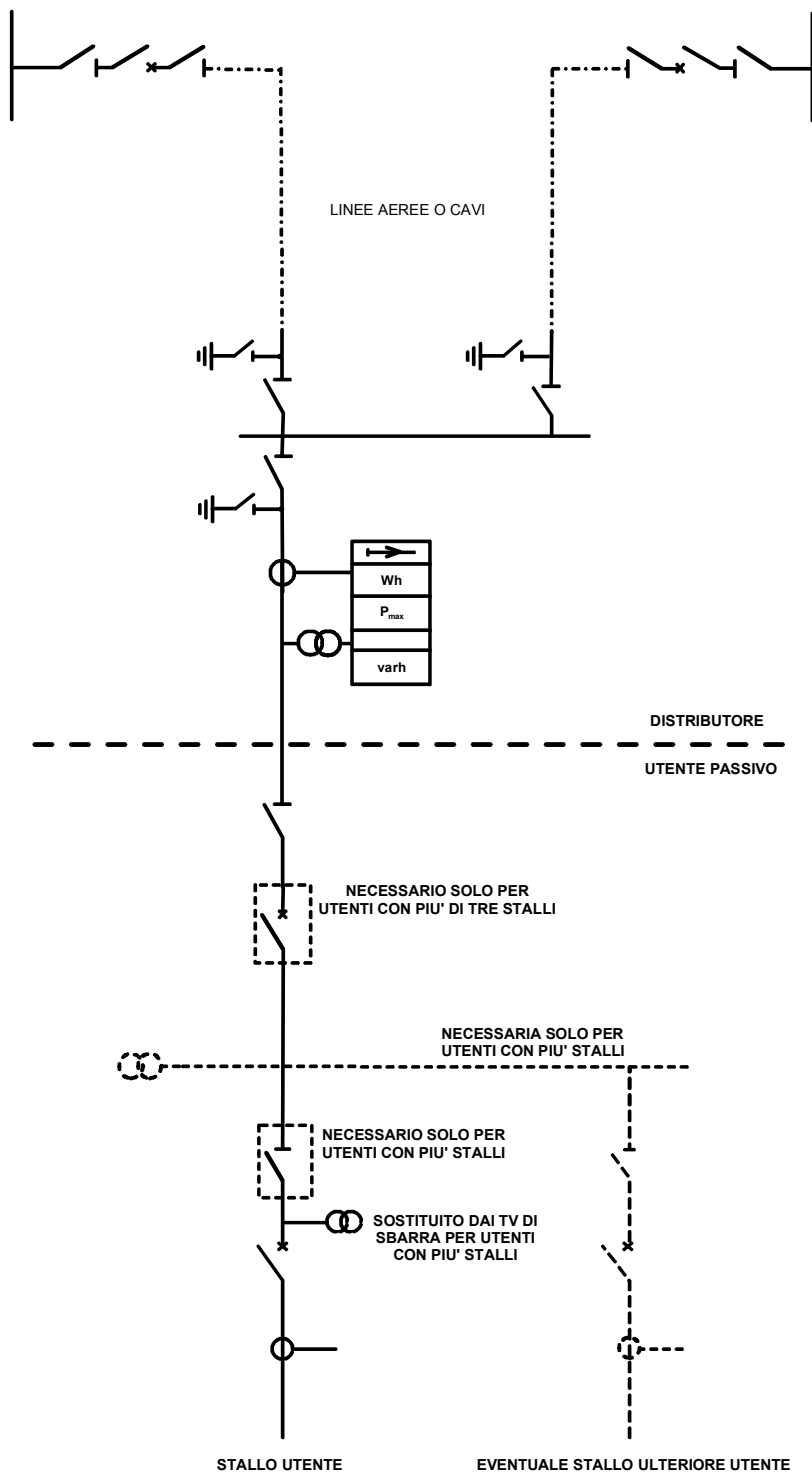 LINEE AEREE O CAVI
Wh
Pmax
varh
DISTRIBUTORE
UTENTE PASSIVO
NECESSARIO SOLO PER
UTENTI CON PIU' DI TRE STALLI
NECESSARIA SOLO PER
UTENTI CON PIU' STALLI
NECESSARIO SOLO PER
UTENTI CON PIU' STALLI
SOSTITUITO DAI TV DI
SBARRA PER UTENTI
CON PIU' STALLI
STALLO UTENTE
EVENTUALE STALLO ULTERIORE UTENTE